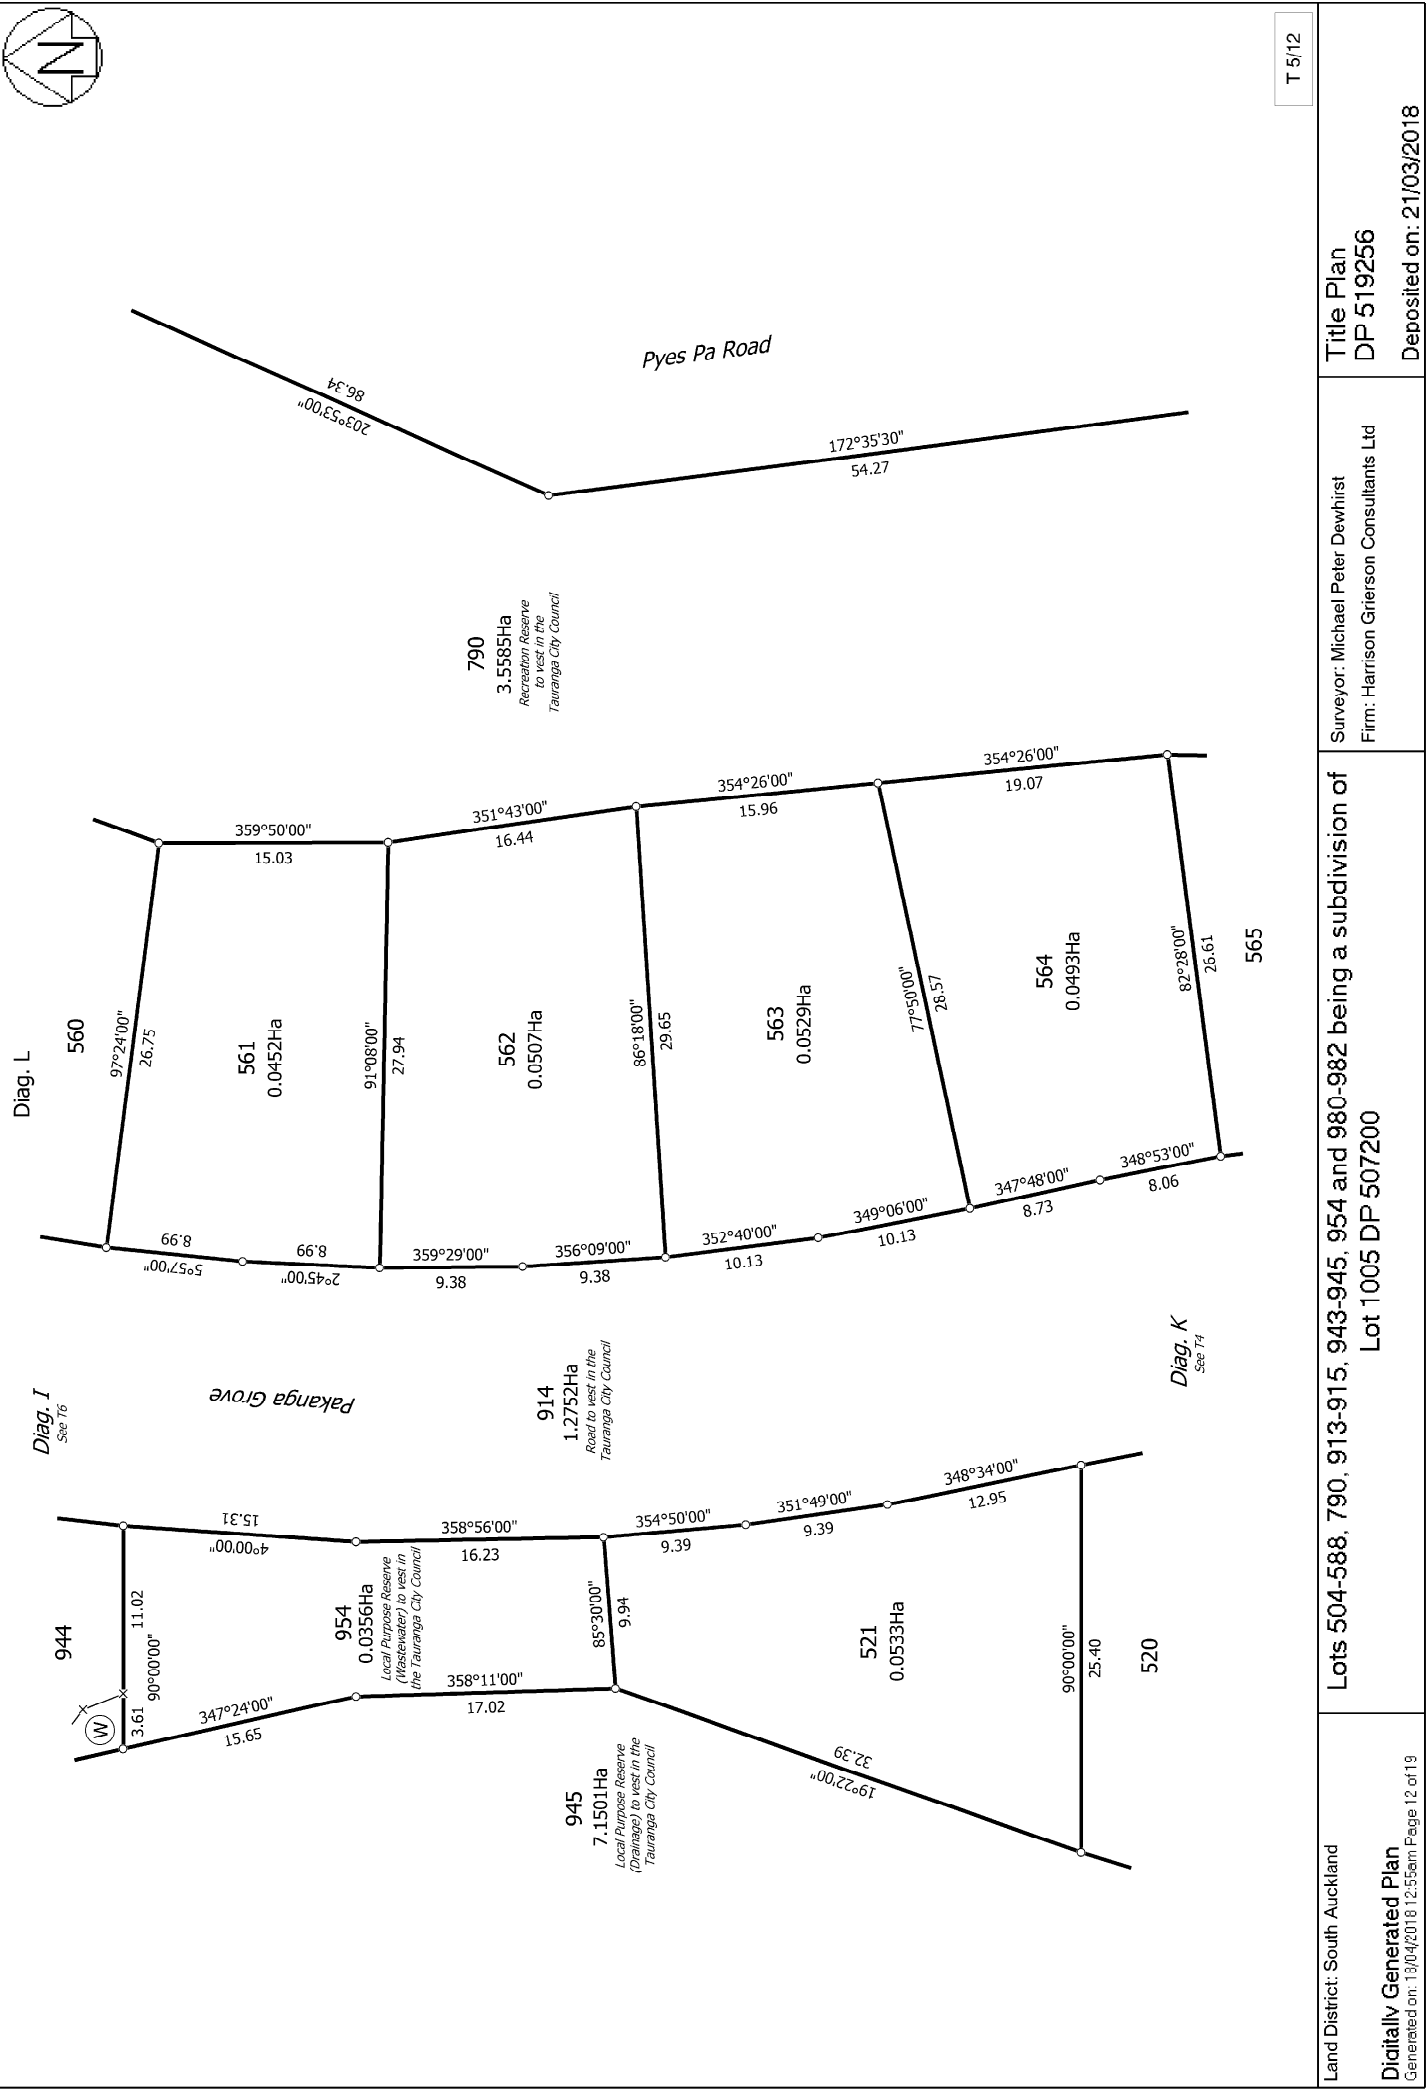 N
T 5/12
Diag. L
Diag. I
See T6
944
W
3.61
11.02
90°00'00"
347°24'00"
15.65
4°00'00"
15.31
954
0.0356Ha
Local Purpose Reserve
(Wastewater) to vest in
the Tauranga City Council
358°56'00"
16.23
358°11'00"
17.02
85°30'00"
9.94
945
7.1501Ha
Local Purpose Reserve
(Drainage) to vest in the
Tauranga City Council
354°50'00"
9.39
351°49'00"
9.39
348°34'00"
12.95
521
0.0533Ha
32.39
19°22'00"
90°00'00"
25.40
520
Pakanga Grove
914
1.2752Ha
Road to vest in the
Tauranga City Council
Diag. K
See T4
560
97°24'00"
26.75
8.99
5°57'00"
8.99
2°45'00"
561
0.0452Ha
359°50'00"
15.03
91°08'00"
27.94
359°29'00"
9.38
356°09'00"
9.38
562
0.0507Ha
351°43'00"
16.44
86°18'00"
29.65
352°40'00"
10.13
349°06'00"
10.13
563
0.0529Ha
354°26'00"
15.96
77°50'00"
28.57
347°48'00"
8.73
348°53'00"
8.06
564
0.0493Ha
354°26'00"
19.07
82°28'00"
26.61
565
790
3.5585Ha
Recreation Reserve
to vest in the
Tauranga City Council
86.34
203°53'00"
172°35'30"
54.27
Pyes Pa Road
Land District: South Auckland
Digitally Generated Plan
Generated on: 18/04/2018 12:55am Page 12 of 19
Lots 504-588, 790, 913-915, 943-945, 954 and 980-982 being a subdivision of
Lot 1005 DP 507200
Surveyor: Michael Peter Dewhirst
Firm: Harrison Grierson Consultants Ltd
Title Plan
DP 519256
Deposited on: 21/03/2018